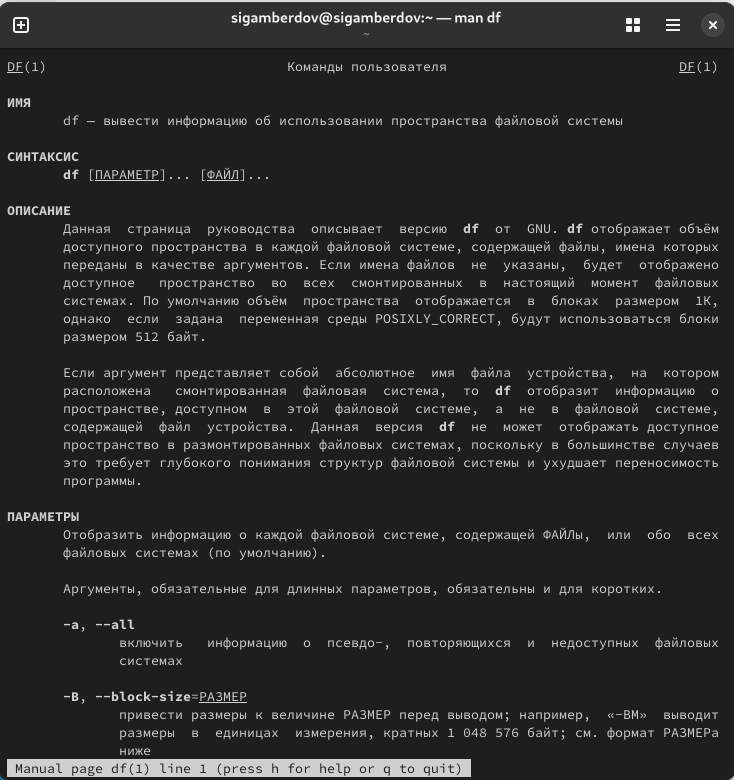 sigamberdov@sigamberdov:~ — man df
~
DF(1) Команды пользователя DF(1)
ИМЯ
df — вывести информацию об использовании пространства файловой системы
СИНТАКСИС
df [ПАРАМЕТР]... [ФАЙЛ]...
ОПИСАНИЕ
Данная страница руководства описывает версию df от GNU. df отображает объём
доступного пространства в каждой файловой системе, содержащей файлы, имена которых
переданы в качестве аргументов. Если имена файлов не указаны, будет отображено
доступное пространство во всех смонтированных в настоящий момент файловых
системах. По умолчанию объём пространства отображается в блоках размером 1K,
однако если задана переменная среды POSIXLY_CORRECT, будут использоваться блоки
размером 512 байт.
Если аргумент представляет собой абсолютное имя файла устройства, на котором
расположена смонтированная файловая система, то df отобразит информацию о
пространстве, доступном в этой файловой системе, а не в файловой системе,
содержащей файл устройства. Данная версия df не может отображать доступное
пространство в размонтированных файловых системах, поскольку в большинстве случаев
это требует глубокого понимания структур файловой системы и ухудшает переносимость
программы.
ПАРАМЕТРЫ
Отобразить информацию о каждой файловой системе, содержащей ФАЙЛы, или обо всех
файловых системах (по умолчанию).
Аргументы, обязательные для длинных параметров, обязательны и для коротких.
-a, --all
включить информацию о псевдо-, повторяющихся и недоступных файловых
системах
-B, --block-size=РАЗМЕР
привести размеры к величине РАЗМЕР перед выводом; например, «-BM» выводит
размеры в единицах измерения, кратных 1 048 576 байт; см. формат РАЗМЕРа
ниже
Manual page df(1) line 1 (press h for help or q to quit)